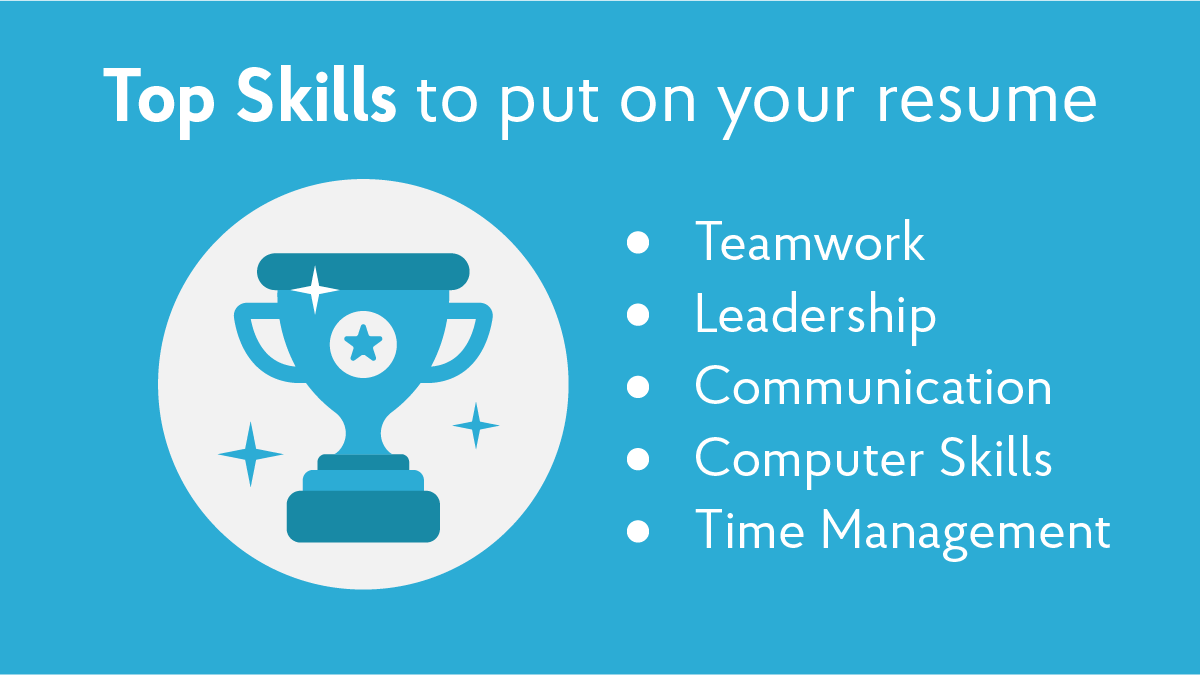 Top Skills to put on your resume
Teamwork
Leadership
Communication
Computer Skills
Time Management